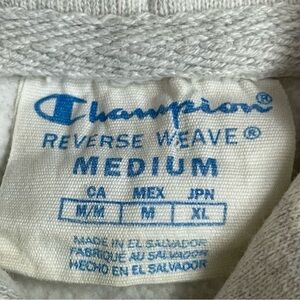 Champion®
REVERSE WEAVE®
MEDIUM
CA MEX JPN
M/M M XL
MADE IN EL SALVADOR
FABRIQUÉ AU SALVADOR
HECHO EN EL SALVADOR